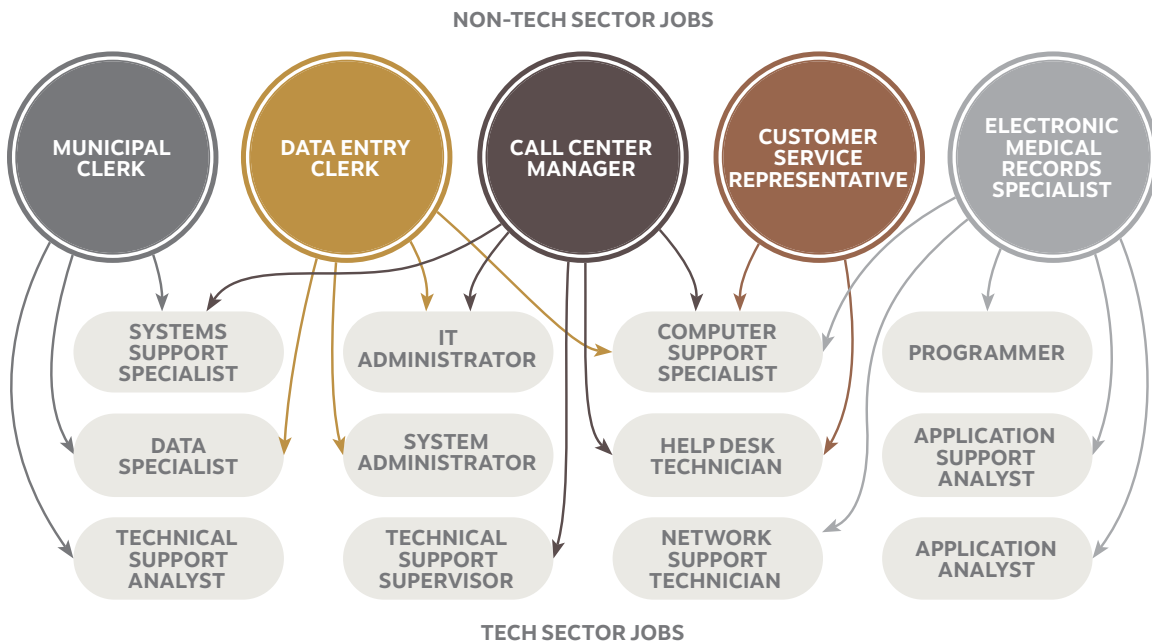 NON-TECH SECTOR JOBS
MUNICIPAL
CLERK
DATA ENTRY
CLERK
CALL CENTER
MANAGER
CUSTOMER
SERVICE
REPRESENTATIVE
ELECTRONIC
MEDICAL
RECORDS
SPECIALIST
SYSTEMS
SUPPORT
SPECIALIST
IT
ADMINISTRATOR
COMPUTER
SUPPORT
SPECIALIST
PROGRAMMER
DATA
SPECIALIST
SYSTEM
ADMINISTRATOR
HELP DESK
TECHNICIAN
APPLICATION
SUPPORT
ANALYST
TECHNICAL
SUPPORT
ANALYST
TECHNICAL
SUPPORT
SUPERVISOR
NETWORK
SUPPORT
TECHNICIAN
APPLICATION
ANALYST
TECH SECTOR JOBS